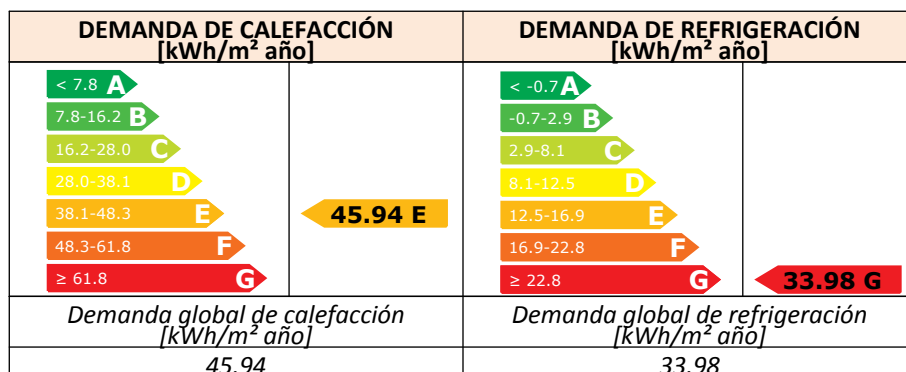 DEMANDA DE CALEFACCIÓN
[kWh/m² año]
DEMANDA DE REFRIGERACIÓN
[kWh/m² año]
< 7.8 A
7.8-16.2 B
16.2-28.0 C
28.0-38.1 D
38.1-48.3 E
48.3-61.8 F
≥ 61.8 G
45.94 E
< -0.7 A
-0.7-2.9 B
2.9-8.1 C
8.1-12.5 D
12.5-16.9 E
16.9-22.8 F
≥ 22.8 G
33.98 G
Demanda global de calefacción
[kWh/m² año]
Demanda global de refrigeración
[kWh/m² año]
45.94
33.98